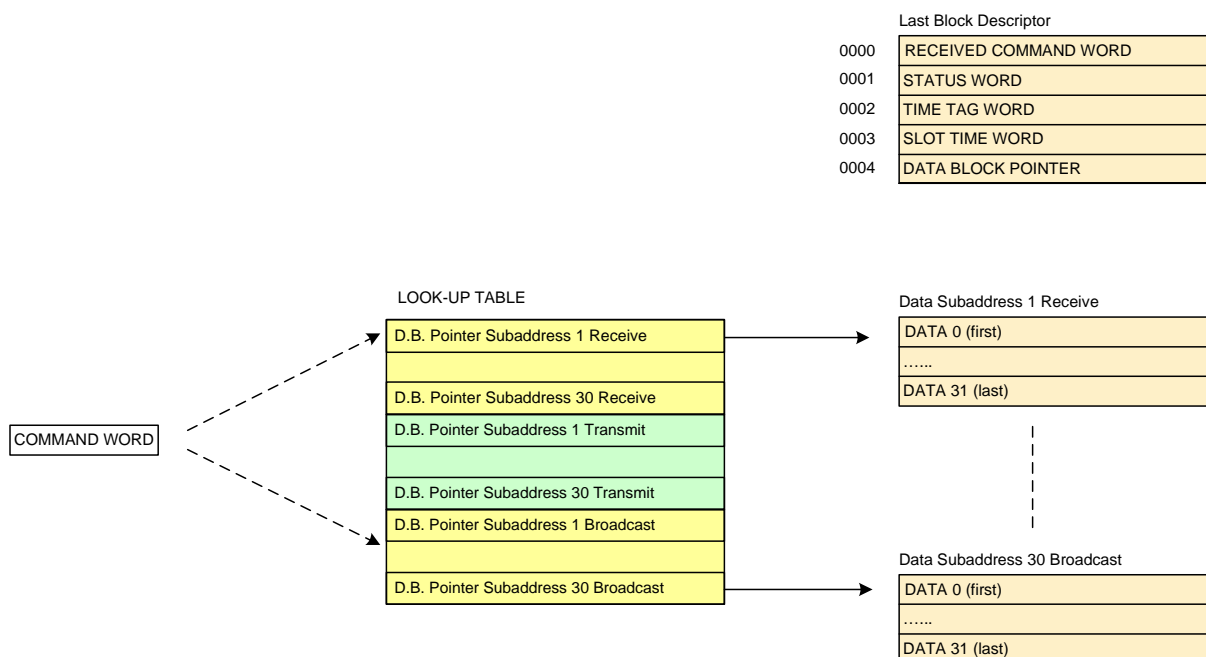 Last Block Descriptor
0000 RECEIVED COMMAND WORD
0001 STATUS WORD
0002 TIME TAG WORD
0003 SLOT TIME WORD
0004 DATA BLOCK POINTER
COMMAND WORD
LOOK-UP TABLE
D.B. Pointer Subaddress 1 Receive
D.B. Pointer Subaddress 30 Receive
D.B. Pointer Subaddress 1 Transmit
D.B. Pointer Subaddress 30 Transmit
D.B. Pointer Subaddress 1 Broadcast
D.B. Pointer Subaddress 30 Broadcast
Data Subaddress 1 Receive
DATA 0 (first)
…...
DATA 31 (last)
Data Subaddress 30 Broadcast
DATA 0 (first)
…...
DATA 31 (last)